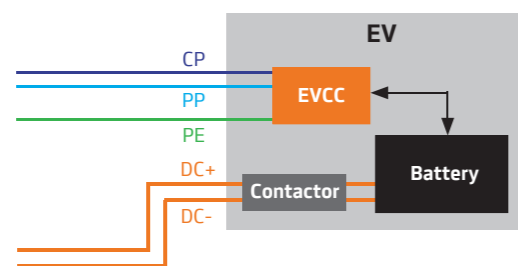 EV
CP
EVCC
PP
PE
DC+
Battery
Contactor
DC-